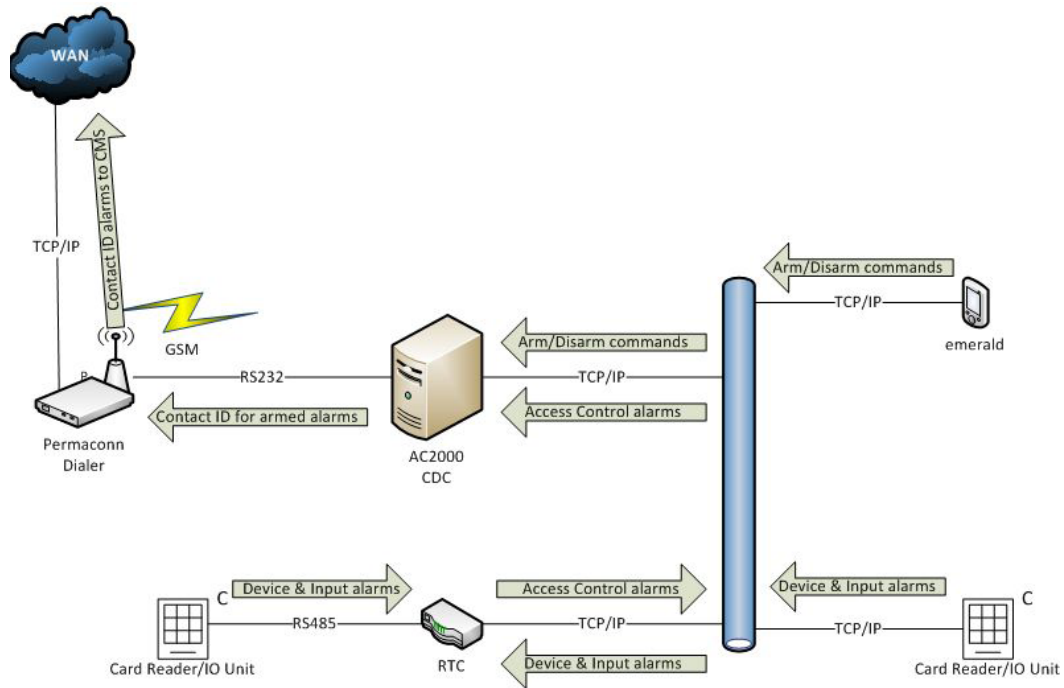 WAN
Contact ID alarms to CMS
TCP/IP
GSM
Arm/Disarm commands
TCP/IP
emerald
Arm/Disarm commands
RS232
TCP/IP
Contact ID for armed alarms
Access Control alarms
Permaconn
Dialer
AC2000
CDC
Device & Input alarms
Access Control alarms
Device & Input alarms
C
C
RS485
TCP/IP
TCP/IP
Card Reader/IO Unit
RTC
Device & Input alarms
Card Reader/IO Unit